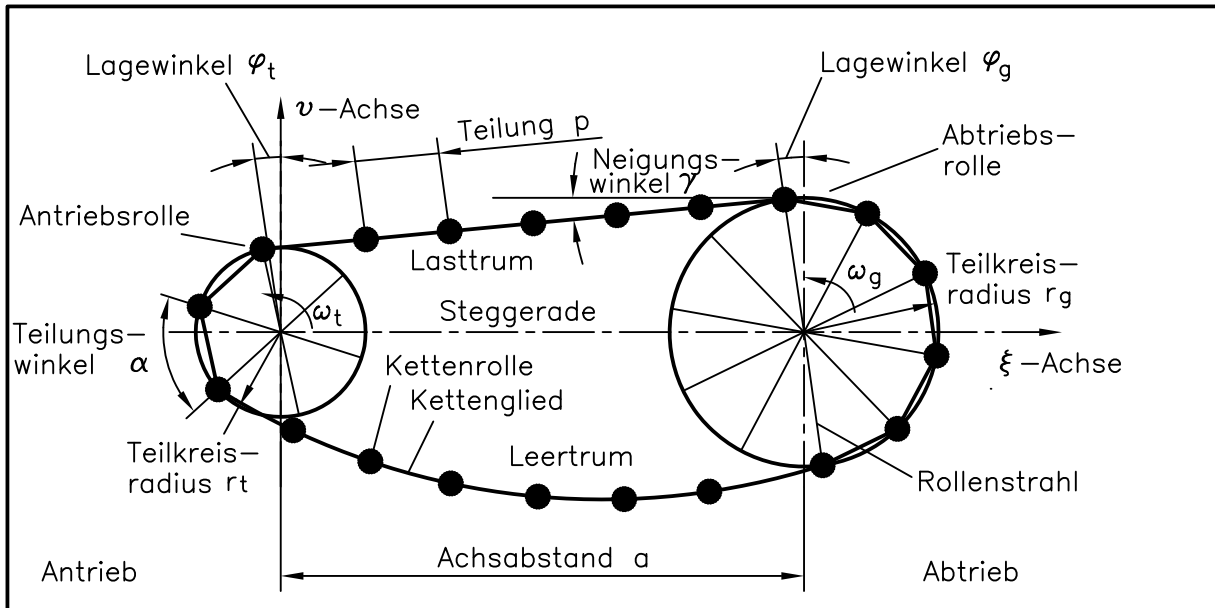 Lagewinkel φt
Lagewinkel φg
υ–Achse
Teilung p
Neigungs–
winkel γ
Abtriebs–
rolle
Antriebsrolle
Lasttrum
ωt
ωg
Teilkreis–
radius rg
Steggerade
Teilungs–
winkel α
ξ–Achse
Kettenrolle
Kettenglied
Teilkreis–
radius rt
Leertrum
Rollenstrahl
Achsabstand a
Antrieb
Abtrieb